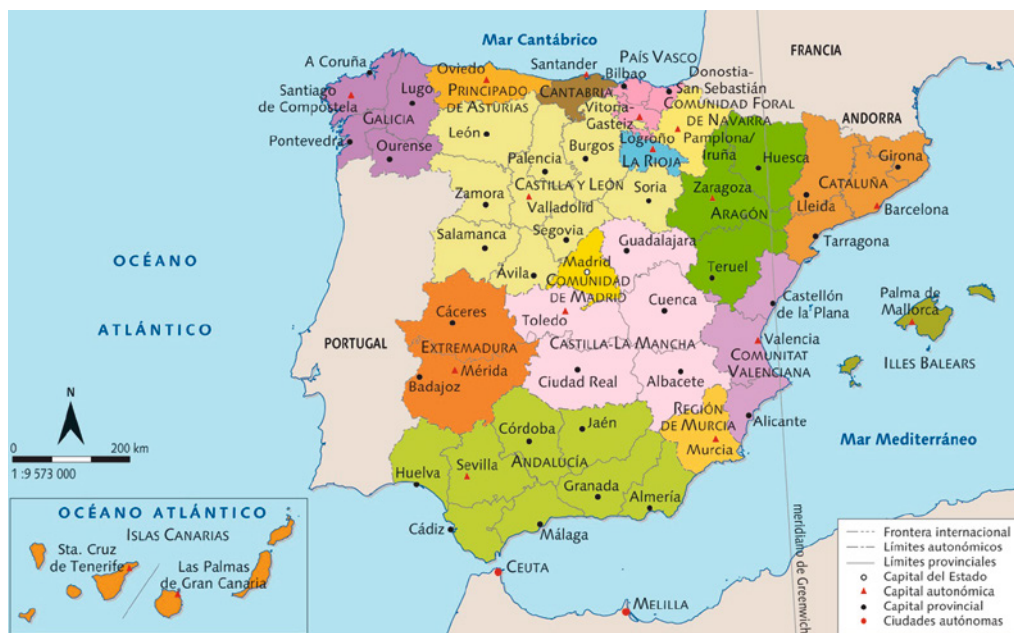 Mar Cantábrico
FRANCIA
A Coruña
Oviedo
Santander
PAÍS VASCO
Bilbao
Donostia-
San Sebastián
Santiago
de Compostela
Lugo
PRINCIPADO
DE ASTURIAS
CANTABRIA
Vitoria-
Gasteiz
COMUNIDAD FORAL
DE NAVARRA
ANDORRA
GALICIA
León
Burgos
Logroño
Pamplona/
Iruña
Pontevedra
Ourense
Palencia
LA RIOJA
Huesca
Girona
CASTILLA Y LEÓN
CATALUÑA
Zamora
Valladolid
Soria
Zaragoza
Lleida
Barcelona
ARAGÓN
Salamanca
Segovia
Guadalajara
Tarragona
OCÉANO
ATLÁNTICO
Ávila
Madrid
COMUNIDAD
DE MADRID
Teruel
Cáceres
Toledo
Cuenca
Castellón
de la Plana
Palma de
Mallorca
PORTUGAL
EXTREMADURA
CASTILLA-LA MANCHA
Valencia
COMUNITAT
VALENCIANA
ILLES BALEARS
Badajoz
Mérida
Ciudad Real
Albacete
N
Córdoba
Jaén
REGIÓN
DE MURCIA
Alicante
Mar Mediterráneo
0 200 km
1 :9 573 000
Huelva
Sevilla
ANDALUCÍA
Murcia
Granada
Almería
Cádiz
Málaga
meridiano de Greenwich
OCÉANO ATLÁNTICO
ISLAS CANARIAS
Sta. Cruz
de Tenerife
Las Palmas
de Gran Canaria
CEUTA
MELILLA
Frontera internacional
Límites autonómicos
Límites provinciales
Capital del Estado
Capital autonómica
Capital provincial
Ciudades autónomas